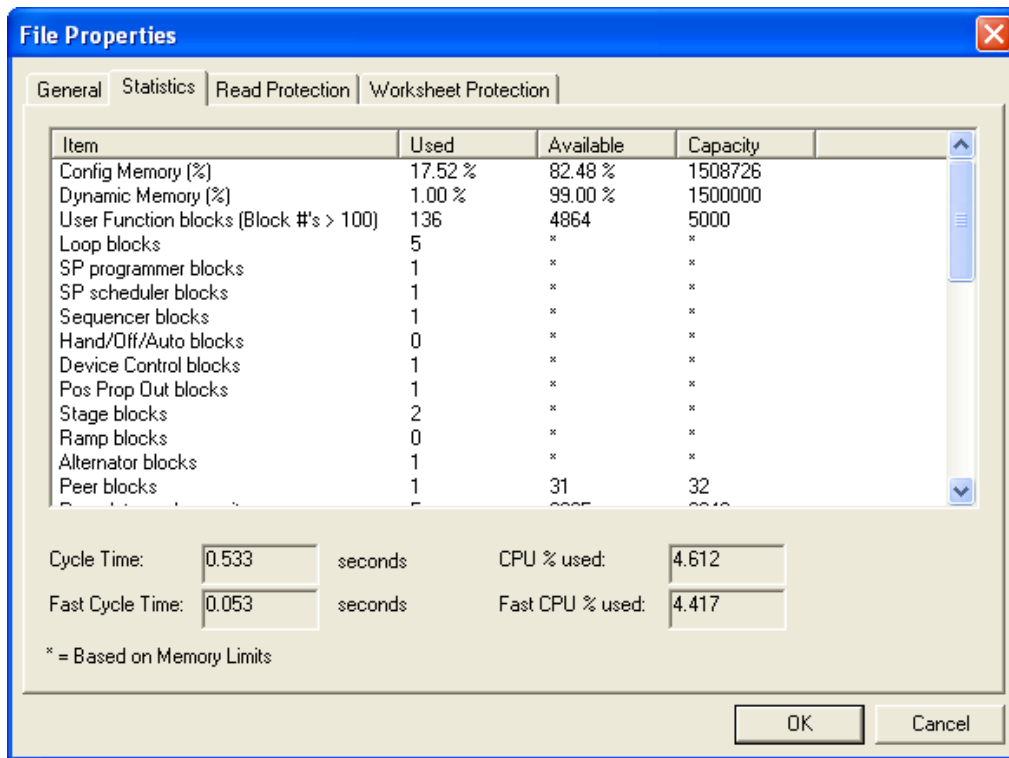 File Properties
General Statistics Read Protection Worksheet Protection
Item Used Available Capacity
Config Memory (%) 17.52 % 82.48 % 1508726
Dynamic Memory (%) 1.00 % 99.00 % 1500000
User Function blocks (Block #'s > 100) 136 4864 5000
Loop blocks 5 * *
SP programmer blocks 1 * *
SP scheduler blocks 1 * *
Sequencer blocks 1 * *
Hand/Off/Auto blocks 0 * *
Device Control blocks 1 * *
Pos Prop Out blocks 1 * *
Stage blocks 2 * *
Ramp blocks 0 * *
Alternator blocks 1 * *
Peer blocks 1 31 32
Cycle Time: 0.533 seconds CPU % used: 4.612
Fast Cycle Time: 0.053 seconds Fast CPU % used: 4.417
* = Based on Memory Limits
OK Cancel